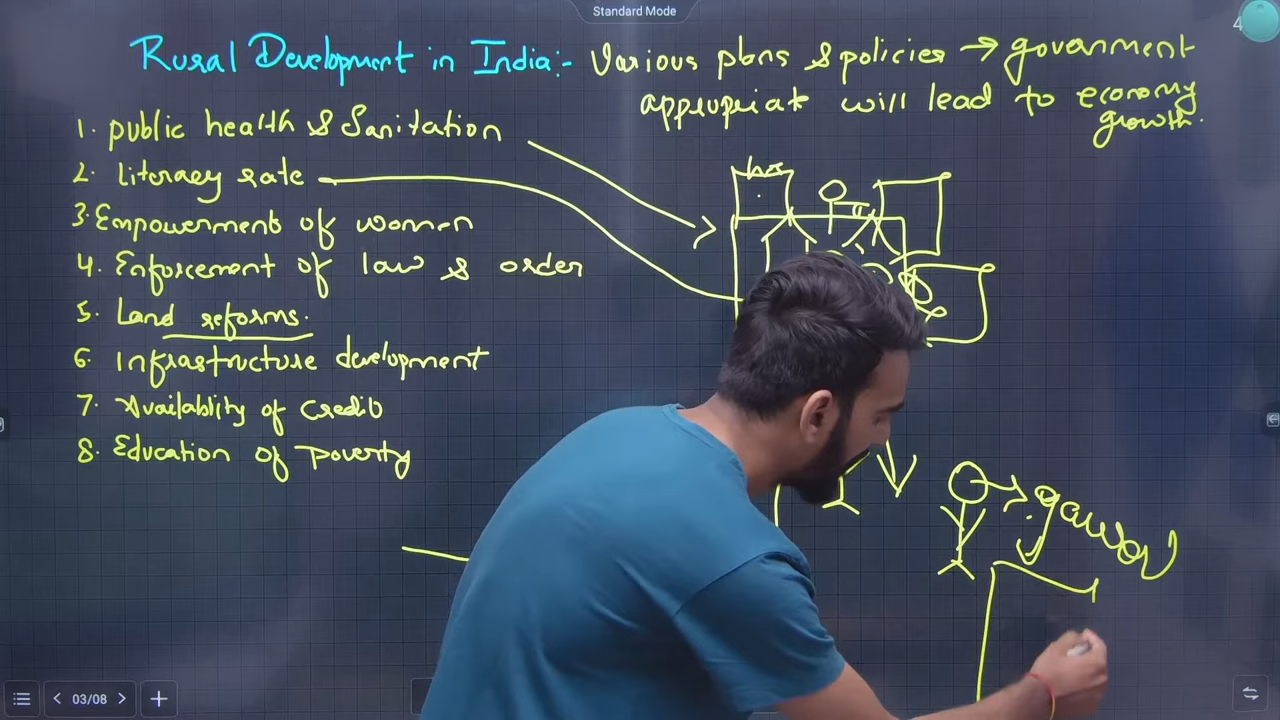 Standard Mode
4
Rural Development in India:- Various plans & policies → government
appropriate will lead to economy
growth.
1. public health & Sanitation
2. literacy rate
3. Empowerment of women
4. Enforcement of law & order
5. Land reforms.
6. Infrastructure development
7. Availablity of credit
8. Education of poverty
03/08